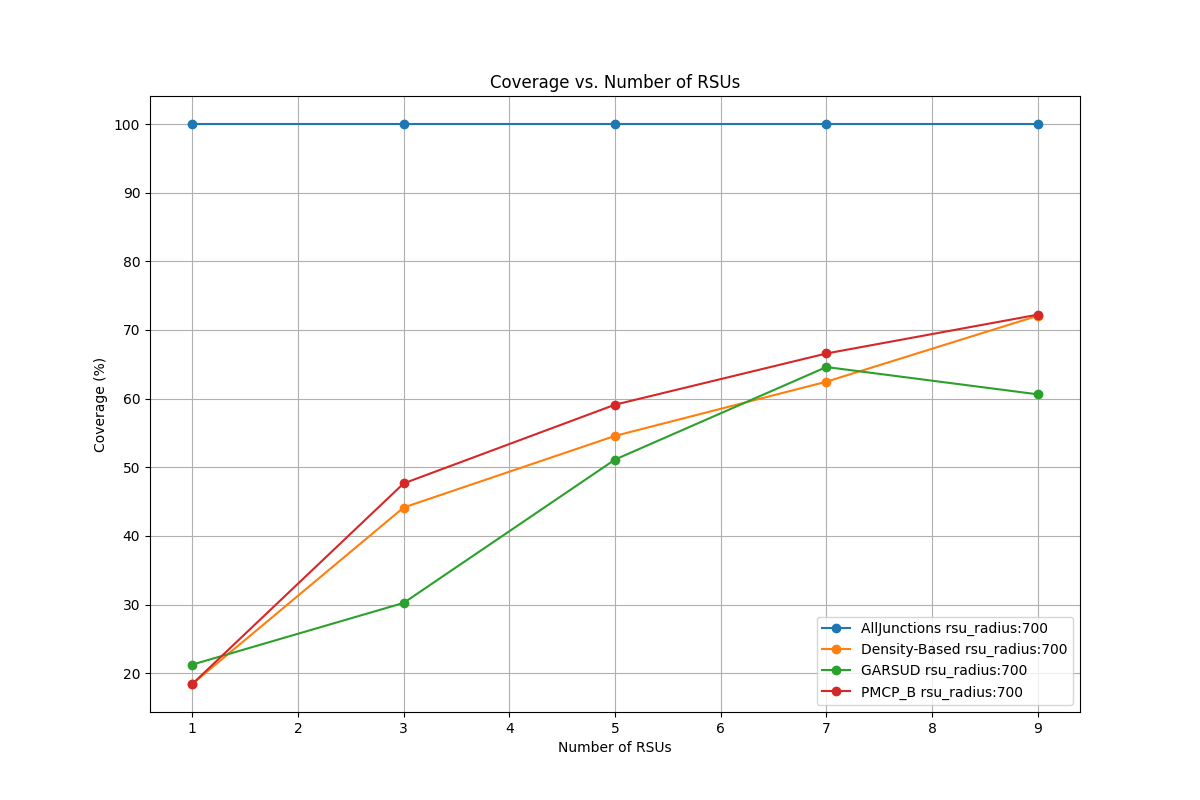 Coverage vs. Number of RSUs
Coverage (%)
100
90
80
70
60
50
40
30
20
1 2 3 4 5 6 7 8 9
Number of RSUs
AllJunctions rsu_radius:700
Density-Based rsu_radius:700
GARSUD rsu_radius:700
PMCP_B rsu_radius:700